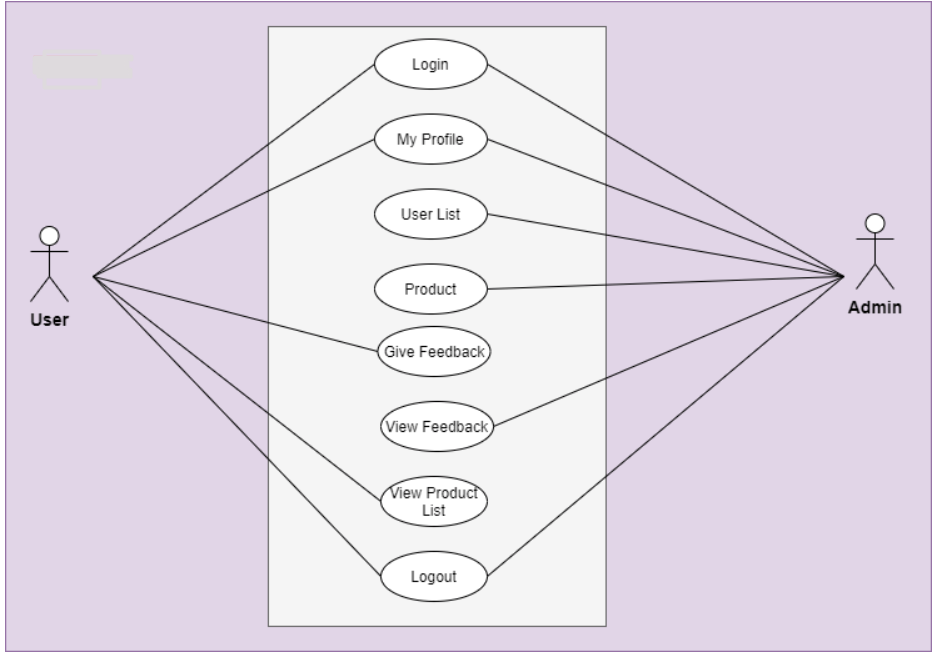 Login
My Profile
User List
Product
Give Feedback
View Feedback
View Product
List
Logout
User
Admin